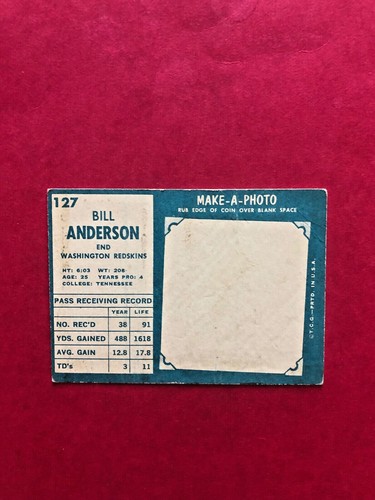 127
BILL
ANDERSON
END
WASHINGTON REDSKINS
HT: 6;03 WT: 206
AGE: 25 YEARS PRO: 4
COLLEGE: TENNESSEE
PASS RECEIVING RECORD
YEAR LIFE
NO. REC'D 38 91
YDS. GAINED 488 1618
AVG. GAIN 12.8 17.8
TD's 3 11
MAKE-A-PHOTO
RUB EDGE OF COIN OVER BLANK SPACE
©T.C.G.—PRTD. IN U.S.A.